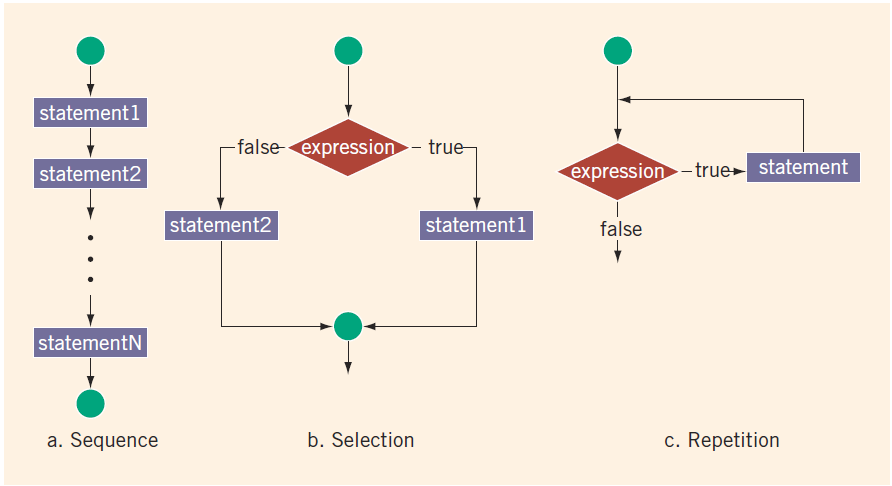 statement1
statement2
statementN
a. Sequence
false
expression
true
statement2
statement1
b. Selection
expression
true
statement
false
c. Repetition